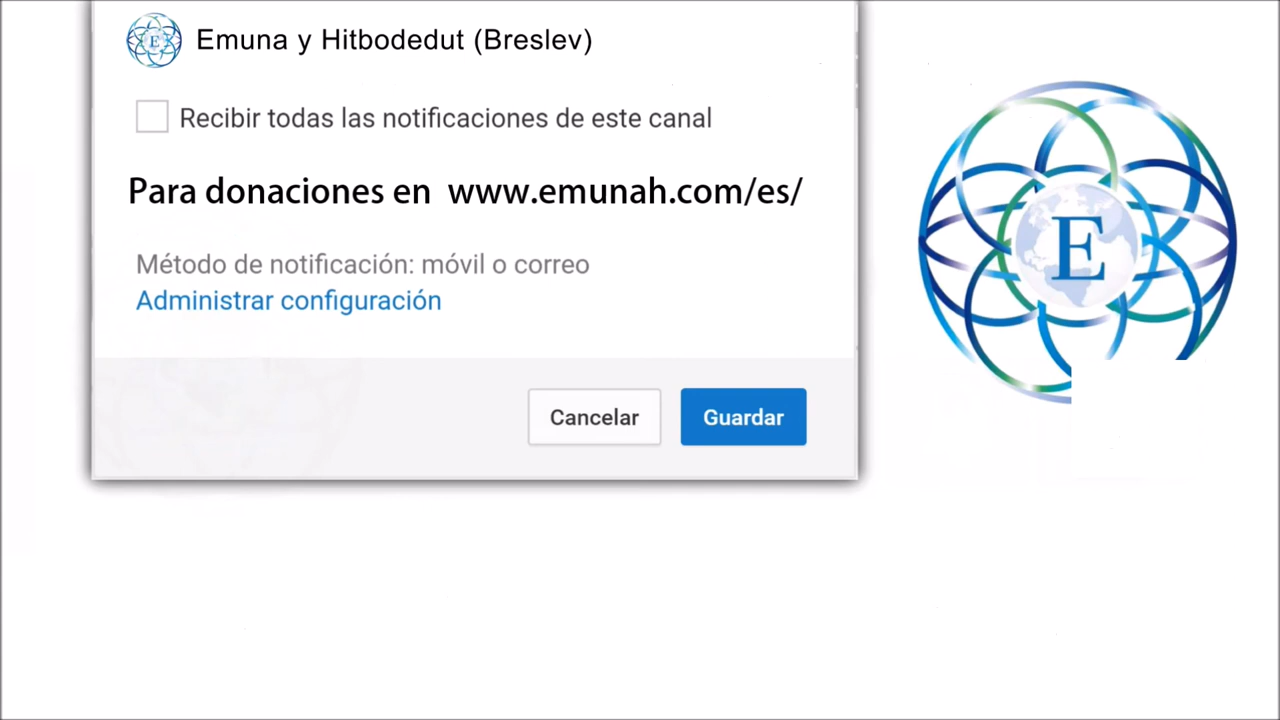 E
Emuna y Hitbodedut (Breslev)
Recibir todas las notificaciones de este canal
Para donaciones en www.emunah.com/es/
Método de notificación: móvil o correo
Administrar configuración
Cancelar
Guardar
E